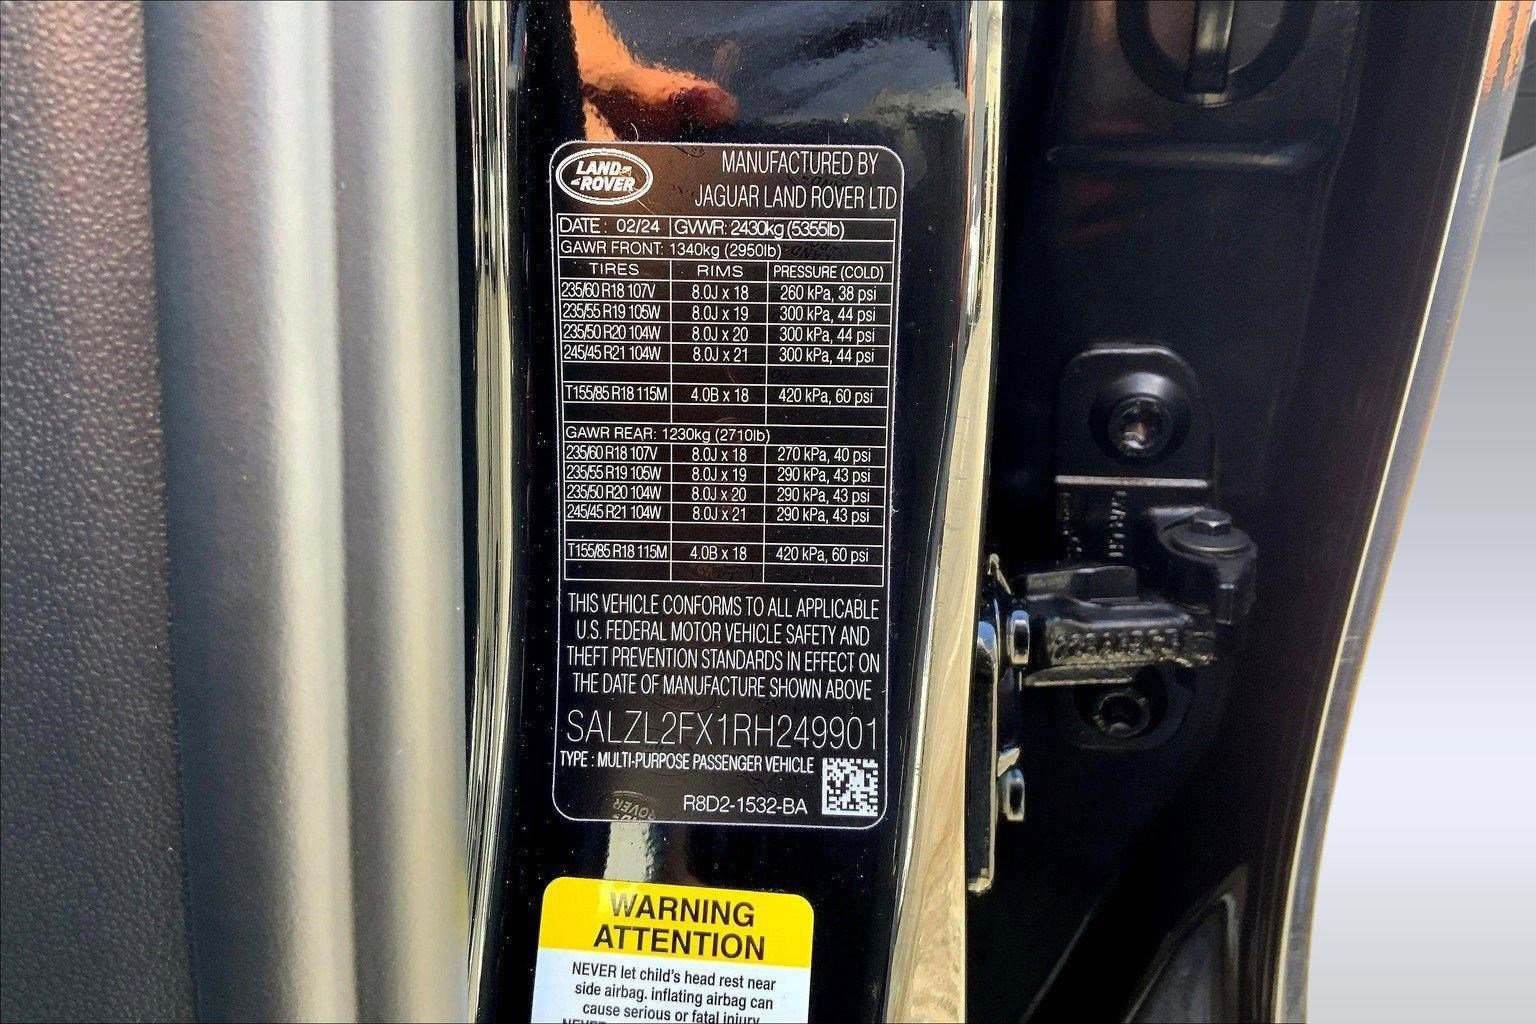 LAND
ROVER
MANUFACTURED BY
JAGUAR LAND ROVER LTD
DATE: 02/24 GVWR: 2430kg (5355lb)
GAWR FRONT: 1340kg (2950lb)
TIRES RIMS PRESSURE (COLD)
235/60 R18 107V 8.0J x 18 260 kPa, 38 psi
235/55 R19 105W 8.0J x 19 300 kPa, 44 psi
235/50 R20 104W 8.0J x 20 300 kPa, 44 psi
245/45 R21 104W 8.0J x 21 300 kPa, 44 psi
T155/85 R18 115M 4.0B x 18 420 kPa, 60 psi
GAWR REAR: 1230kg (2710lb)
235/60 R18 107V 8.0J x 18 270 kPa, 40 psi
235/55 R19 105W 8.0J x 19 290 kPa, 43 psi
235/50 R20 104W 8.0J x 20 290 kPa, 43 psi
245/45 R21 104W 8.0J x 21 290 kPa, 43 psi
T155/85 R18 115M 4.0B x 18 420 kPa, 60 psi
THIS VEHICLE CONFORMS TO ALL APPLICABLE
U.S. FEDERAL MOTOR VEHICLE SAFETY AND
THEFT PREVENTION STANDARDS IN EFFECT ON
THE DATE OF MANUFACTURE SHOWN ABOVE
SALZL2FX1RH249901
TYPE : MULTI-PURPOSE PASSENGER VEHICLE
R8D2-1532-BA
WARNING
ATTENTION
NEVER let child's head rest near
side airbag, inflating airbag can
cause serious or fatal injury
NEVER